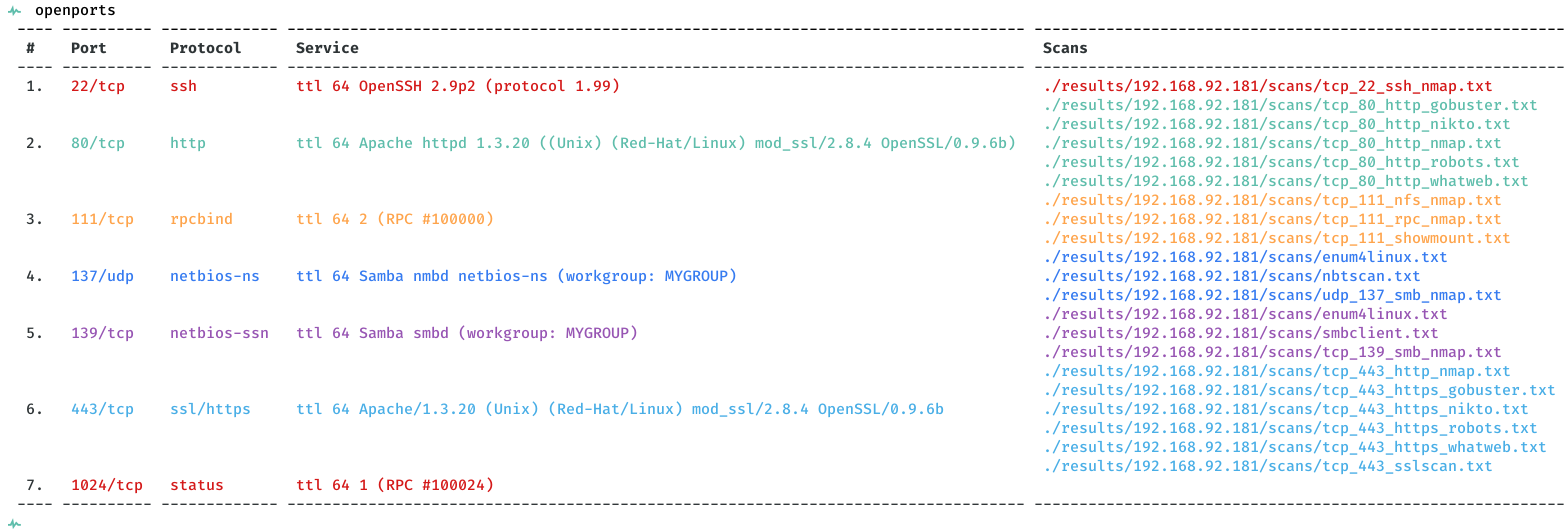 openports
# Port Protocol Service Scans
1. 22/tcp ssh ttl 64 OpenSSH 2.9p2 (protocol 1.99) ./results/192.168.92.181/scans/tcp_22_ssh_nmap.txt
./results/192.168.92.181/scans/tcp_80_http_gobuster.txt
./results/192.168.92.181/scans/tcp_80_http_nikto.txt
2. 80/tcp http ttl 64 Apache httpd 1.3.20 ((Unix) (Red-Hat/Linux) mod_ssl/2.8.4 OpenSSL/0.9.6b) ./results/192.168.92.181/scans/tcp_80_http_nmap.txt
./results/192.168.92.181/scans/tcp_80_http_robots.txt
./results/192.168.92.181/scans/tcp_80_http_whatweb.txt
./results/192.168.92.181/scans/tcp_111_nfs_nmap.txt
3. 111/tcp rpcbind ttl 64 2 (RPC #100000) ./results/192.168.92.181/scans/tcp_111_rpc_nmap.txt
./results/192.168.92.181/scans/tcp_111_showmount.txt
./results/192.168.92.181/scans/enum4linux.txt
4. 137/udp netbios-ns ttl 64 Samba nmbd netbios-ns (workgroup: MYGROUP) ./results/192.168.92.181/scans/nbtscan.txt
./results/192.168.92.181/scans/udp_137_smb_nmap.txt
./results/192.168.92.181/scans/enum4linux.txt
5. 139/tcp netbios-ssn ttl 64 Samba smbd (workgroup: MYGROUP) ./results/192.168.92.181/scans/smbclient.txt
./results/192.168.92.181/scans/tcp_139_smb_nmap.txt
./results/192.168.92.181/scans/tcp_443_http_nmap.txt
./results/192.168.92.181/scans/tcp_443_https_gobuster.txt
6. 443/tcp ssl/https ttl 64 Apache/1.3.20 (Unix) (Red-Hat/Linux) mod_ssl/2.8.4 OpenSSL/0.9.6b ./results/192.168.92.181/scans/tcp_443_https_nikto.txt
./results/192.168.92.181/scans/tcp_443_https_robots.txt
./results/192.168.92.181/scans/tcp_443_https_whatweb.txt
./results/192.168.92.181/scans/tcp_443_sslscan.txt
7. 1024/tcp status ttl 64 1 (RPC #100024)